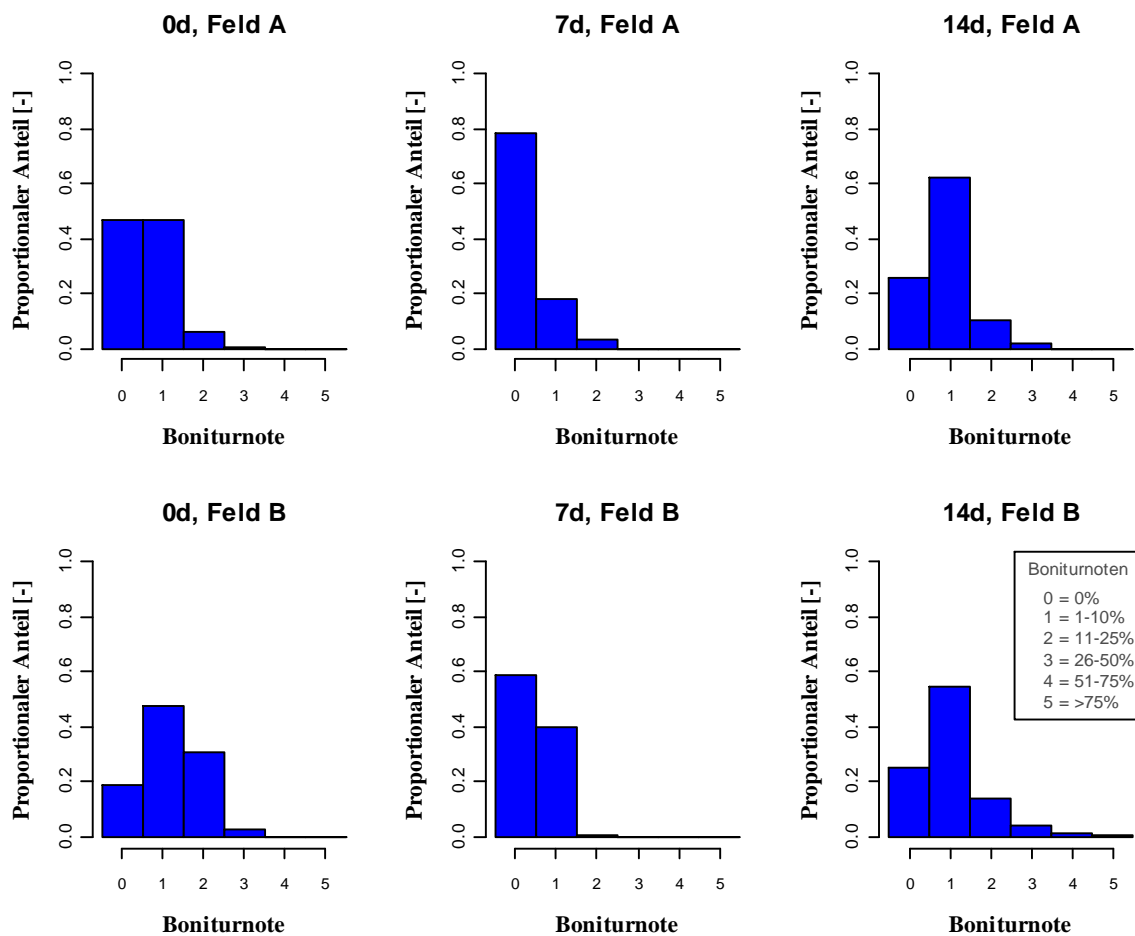 0d, Feld A
Proportionaler Anteil [-]
1.0
0.8
0.6
0.4
0.2
0.0
0 1 2 3 4 5
Boniturnote
7d, Feld A
Proportionaler Anteil [-]
1.0
0.8
0.6
0.4
0.2
0.0
0 1 2 3 4 5
Boniturnote
14d, Feld A
Proportionaler Anteil [-]
1.0
0.8
0.6
0.4
0.2
0.0
0 1 2 3 4 5
Boniturnote
0d, Feld B
Proportionaler Anteil [-]
1.0
0.8
0.6
0.4
0.2
0.0
0 1 2 3 4 5
Boniturnote
7d, Feld B
Proportionaler Anteil [-]
1.0
0.8
0.6
0.4
0.2
0.0
0 1 2 3 4 5
Boniturnote
14d, Feld B
Proportionaler Anteil [-]
1.0
0.8
0.6
0.4
0.2
0.0
0 1 2 3 4 5
Boniturnote
Boniturnoten
0 = 0%
1 = 1-10%
2 = 11-25%
3 = 26-50%
4 = 51-75%
5 = >75%